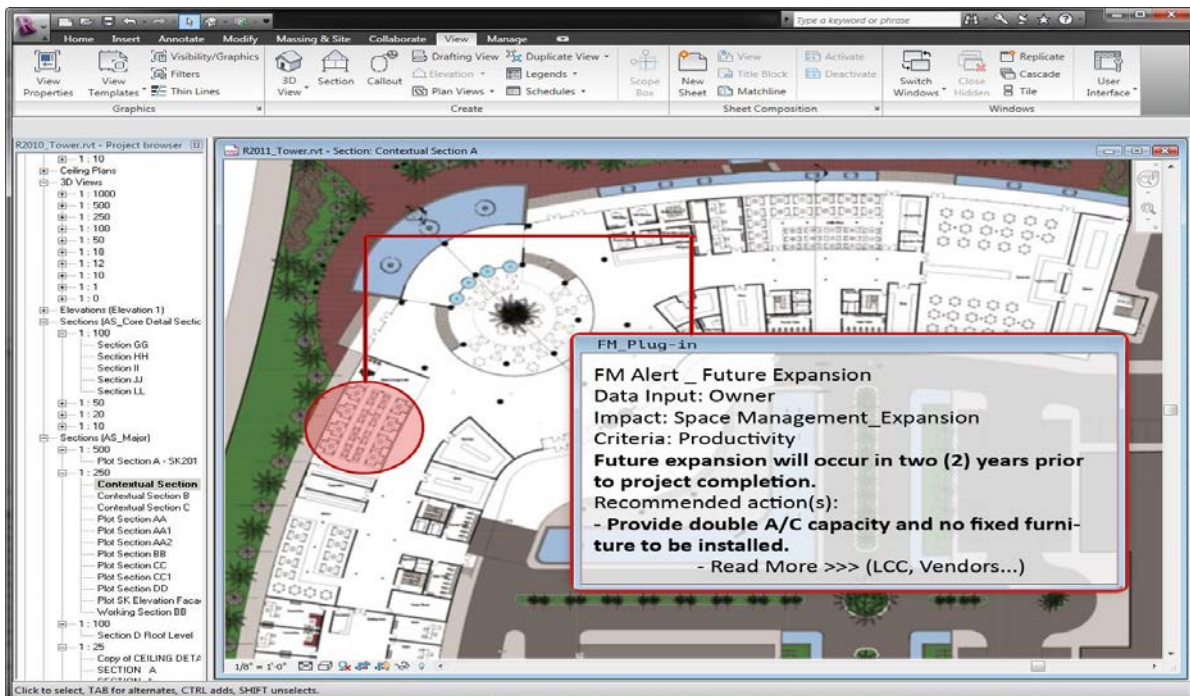 Type a keyword or phrase
Home Insert Annotate Modify Massing & Site Collaborate View Manage
View Properties
View Templates
Visibility/Graphics
Filters
Thin Lines
3D View
Section
Callout
Drafting View
Elevation
Plan Views
Duplicate View
Legends
Schedules
Scope Box
New Sheet
View
Title Block
Matchline
Activate
Deactivate
Switch Windows
Close Hidden
Replicate
Cascade
Tile
User Interface
Graphics
Create
Sheet Composition
Windows
R2010_Tower.rvt - Project browser
1 : 10
Ceiling Plans
3D Views
1 : 1000
1 : 500
1 : 250
1 : 100
1 : 50
1 : 18
1 : 12
1 : 10
1 : 1
1 : 0
Elevations (Elevation 1)
Sections (AS_Core Detail Sectic
1 : 100
Section GG
Section HH
Section II
Section JJ
Section LL
1 : 50
1 : 20
1 : 10
Sections (AS_Major)
1 : 500
Plot Section A - SK201
1 : 250
Contextual Section
Contextual Section B
Contextual Section C
Plot Section AA
Plot Section AA1
Plot Section AA2
Plot Section BB
Plot Section CC
Plot Section CC1
Plot Section DD
Plot SK Elevation Faca
Working Section BB
1 : 100
Section D Roof Level
1 : 25
Copy of CEILING DETA
SECTION A
R2011_Tower.rvt - Section: Contextual Section A
FM_Plug-in
FM Alert _ Future Expansion
Data Input: Owner
Impact: Space Management_Expansion
Criteria: Productivity
Future expansion will occur in two (2) years prior
to project completion.
Recommended action(s):
- Provide double A/C capacity and no fixed furni-
ture to be installed.
- Read More >>> (LCC, Vendors...)
1/8" = 1'-0"
Click to select, TAB for alternates, CTRL adds, SHIFT unselects.